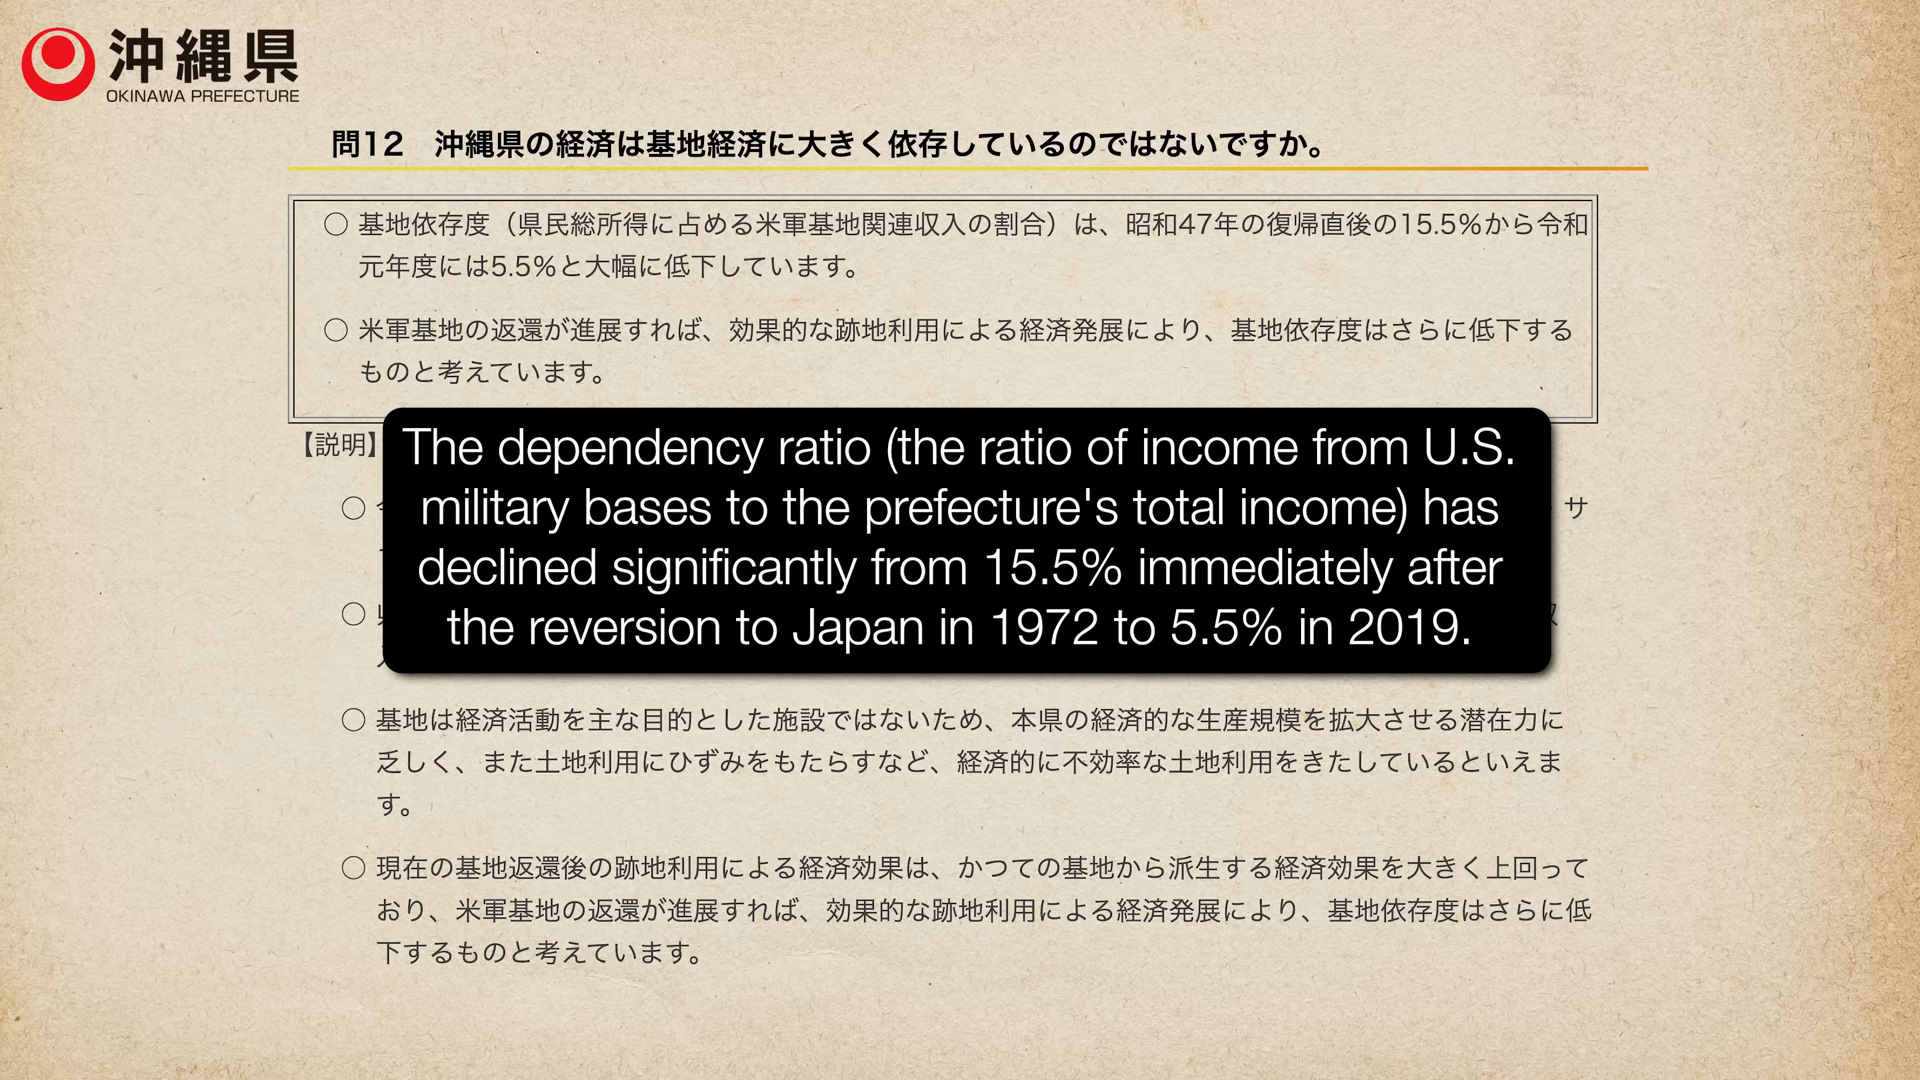 沖縄県
OKINAWA PREFECTURE
問12 沖縄県の経済は基地経済に大きく依存しているのではないですか。
〇 基地依存度（県民総所得に占める米軍基地関連収入の割合）は、昭和47年の復帰直後の15.5%から令和
元年度には5.5%と大幅に低下しています。
〇 米軍基地の返還が進展すれば、効果的な跡地利用による経済発展により、基地依存度はさらに低下する
ものと考えています。
【説明】
The dependency ratio (the ratio of income from U.S.
military bases to the prefecture's total income) has
declined significantly from 15.5% immediately after
the reversion to Japan in 1972 to 5.5% in 2019.
〇 基地は経済活動を主な目的とした施設ではないため、本県の経済的な生産規模を拡大させる潜在力に
乏しく、また土地利用にひずみをもたらすなど、経済的に不効率な土地利用をきたしているといえま
す。
〇 現在の基地返還後の跡地利用による経済効果は、かつての基地から派生する経済効果を大きく上回って
おり、米軍基地の返還が進展すれば、効果的な跡地利用による経済発展により、基地依存度はさらに低
下するものと考えています。